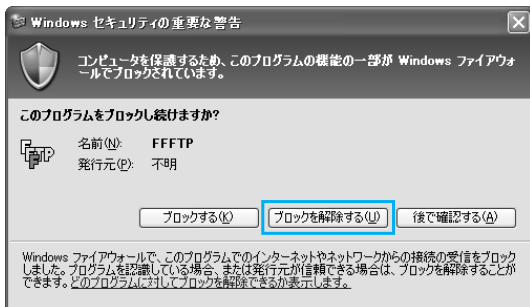 Windows セキュリティの重要な警告
コンピュータを保護するため、このプログラムの機能の一部が Windows ファイアウォ
ールでブロックされています。
このプログラムをブロックし続けますか?
名前(N): FFFTP
発行元(P): 不明
ブロックする(K) ブロックを解除する(U) 後で確認する(A)
Windows ファイアウォールで、このプログラムでのインターネットやネットワークからの接続の受信をブロック
しました。プログラムを認識している場合、または発行元が信頼できる場合は、ブロックを解除することが
できます。どのプログラムに対してブロックを解除できるか表示します。